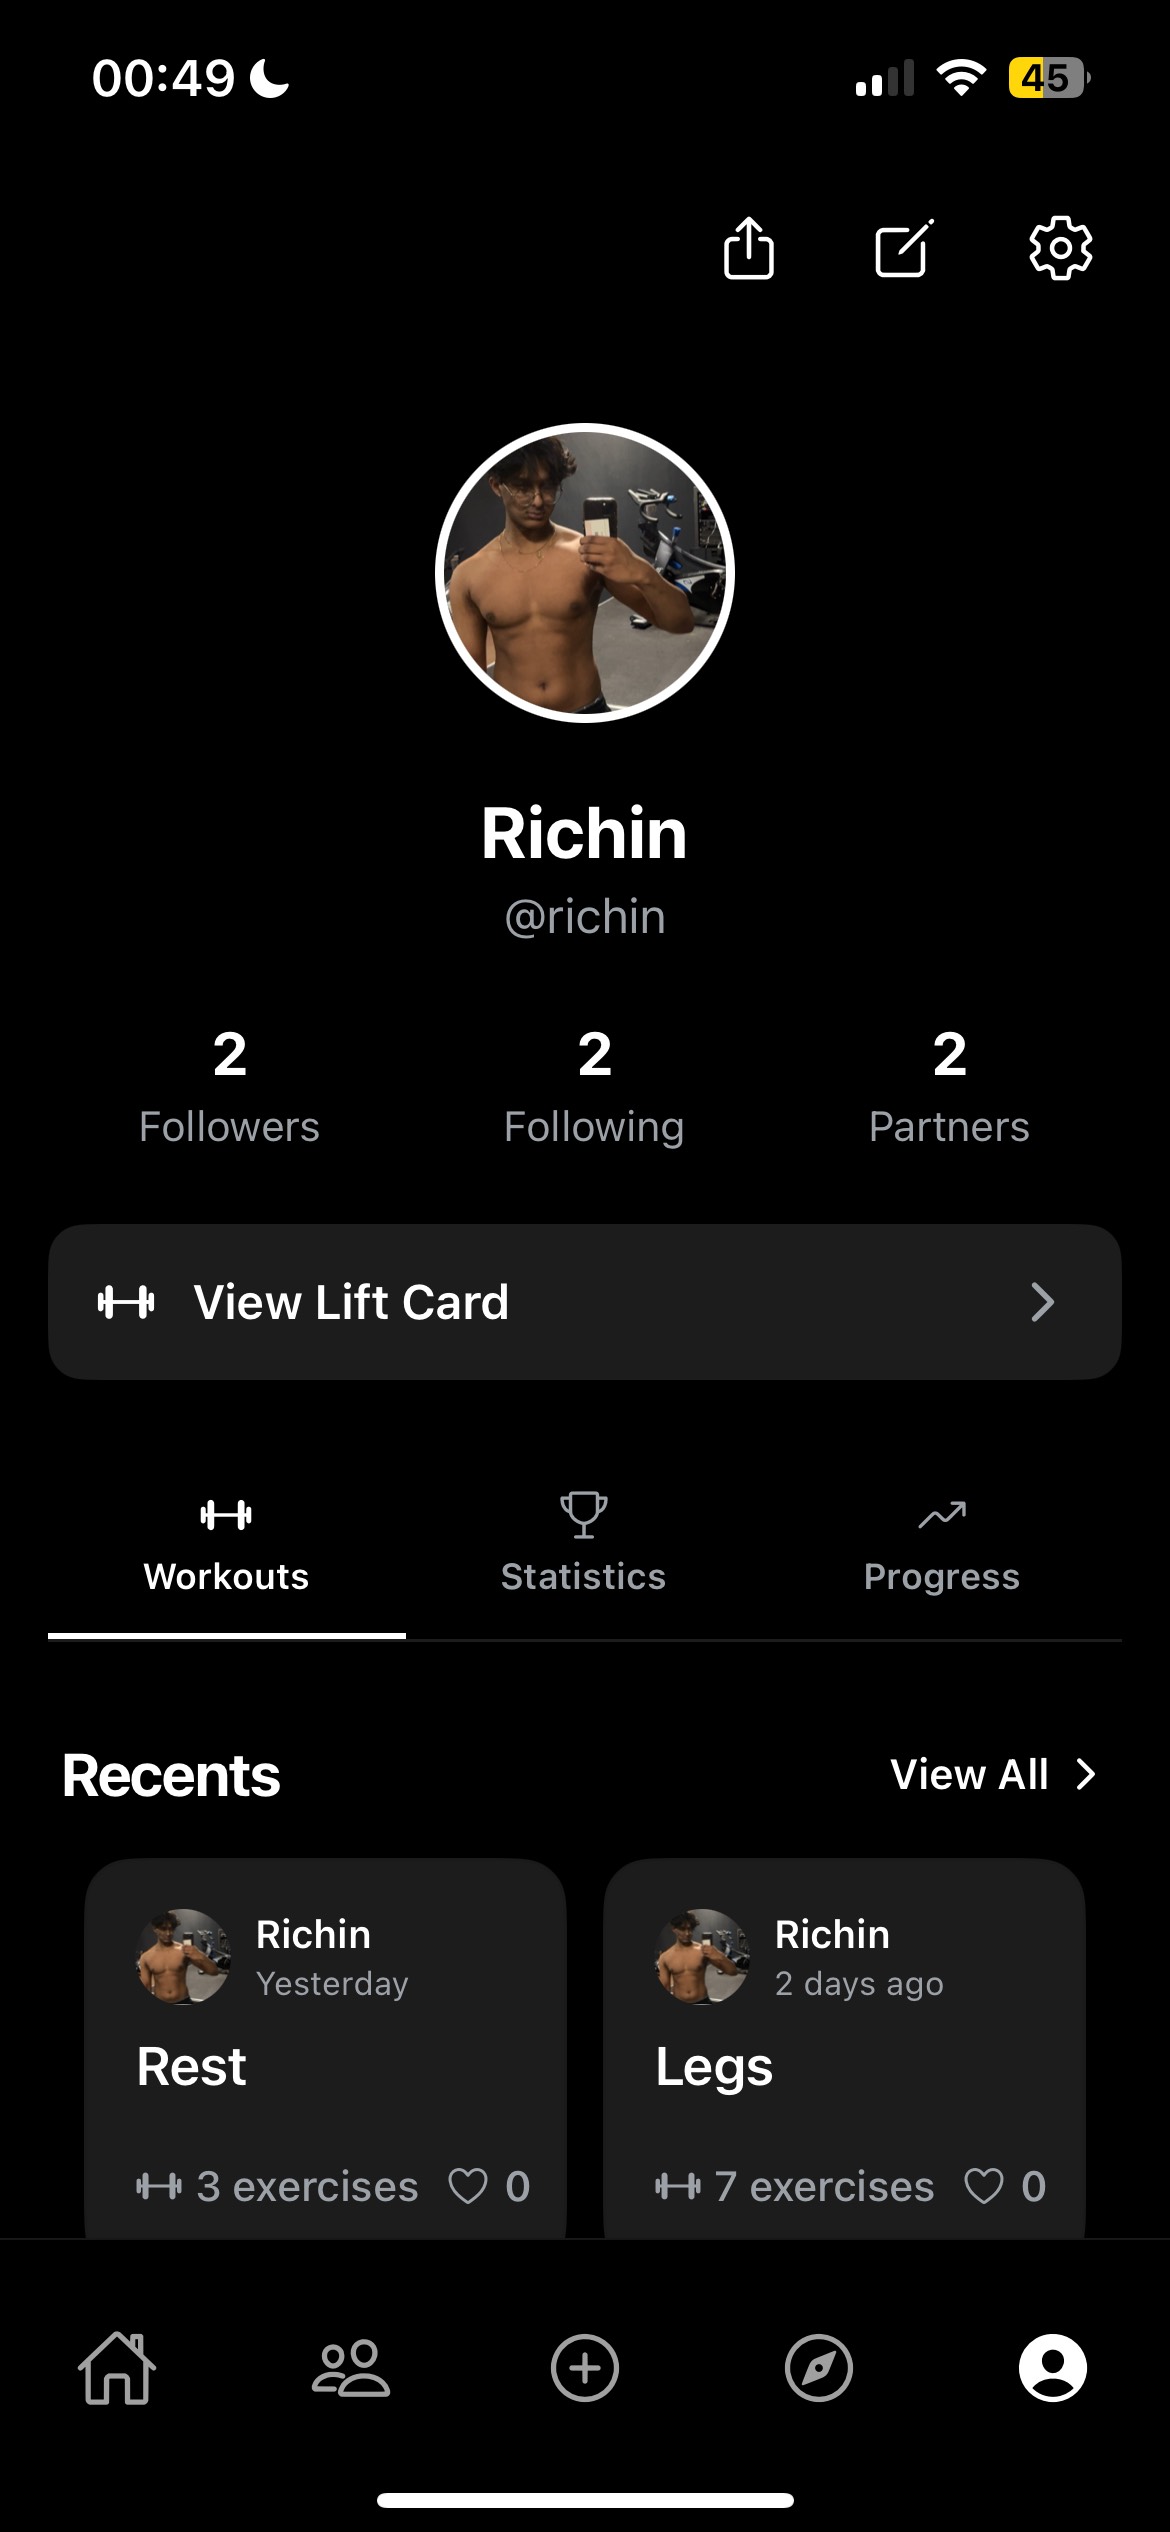 00:49
45
Richin
@richin
2 2 2
Followers Following Partners
View Lift Card
Workouts Statistics Progress
Recents View All
Richin
Yesterday
Rest
3 exercises 0
Richin
2 days ago
Legs
7 exercises 0